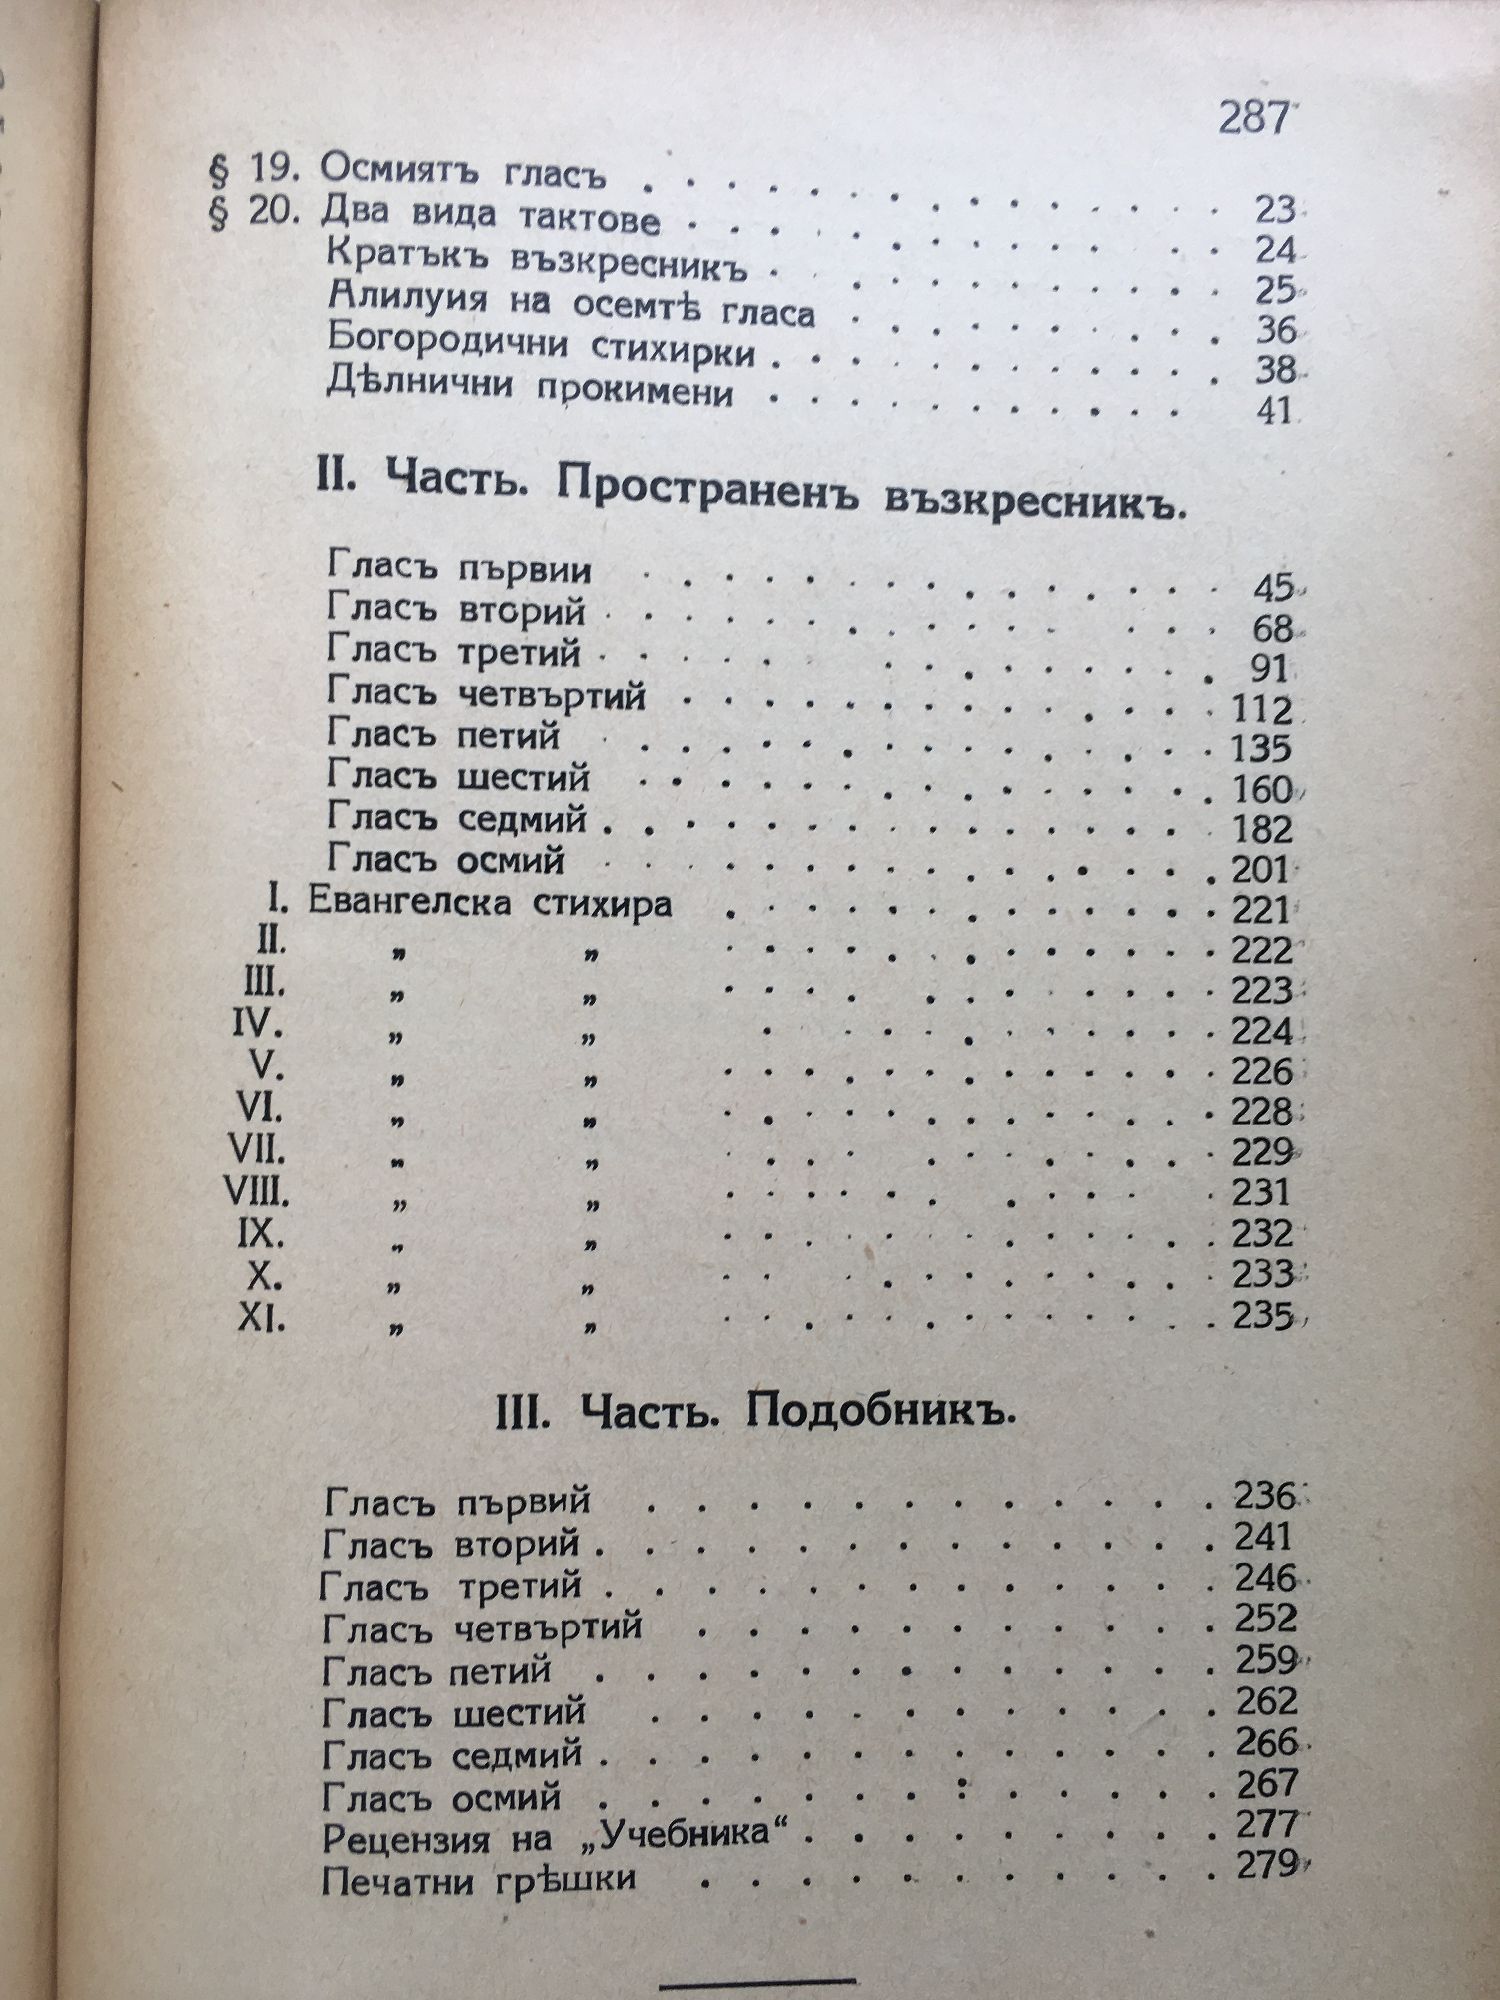 287
§ 19. Осмиятъ гласъ . . . . . . . . . . . . . . . 23
§ 20. Два вида тактове . . . . . . . . . . . . . 24
Кратъкъ възкресникъ . . . . . . . . . . . . 25
Алилуия на осемтѣ гласа . . . . . . . . . . 36
Богородични стихирки . . . . . . . . . . . . 38
Дѣлнични прокимени . . . . . . . . . . . 41
II. Часть. Пространенъ възкресникъ.
Гласъ първии . . . . . . . . . . . . . . . 45
Гласъ вторий . . . . . . . . . . . . . . . 68
Гласъ третий . . . . . . . . . . . . . . . 91
Гласъ четвъртий . . . . . . . . . . . . . . 112
Гласъ петий . . . . . . . . . . . . . . . . 135
Гласъ шестий . . . . . . . . . . . . . . . 160
Гласъ седмий . . . . . . . . . . . . . . . . 182
Гласъ осмий . . . . . . . . . . . . . . . . 201
I. Евангелска стихира . . . . . . . . . . . . . 221
II. „ „ . . . . . . . . . . . . . 222
III. „ „ . . . . . . . . . . . . 223
IV. „ „ . . . . . . . . . . . . 224
V. „ „ . . . . . . . . . . . . . 226
VI. „ „ . . . . . . . . . . . . . 228
VII. „ „ . . . . . . . . . . . . 229
VIII. „ „ . . . . . . . . . . . 231
IX. „ „ . . . . . . . . . . . . . 232
X. „ „ . . . . . . . . . . . . 233
XI. „ „ . . . . . . . . . . . . . 235
III. Часть. Подобникъ.
Гласъ първий . . . . . . . . . . . . 236
Гласъ вторий . . . . . . . . . . . . . 241
Гласъ третий . . . . . . . . . . . . . 246
Гласъ четвъртий . . . . . . . . . . . 252
Гласъ петий . . . . . . . . . . . . . 259
Гласъ шестий . . . . . . . . . . . . 262
Гласъ седмий . . . . . . . . . . . . . 266
Гласъ осмий . . . . . . . . . . . . . 267
Рецензия на „Учебника“ . . . . . . . . . 277
Печатни грѣшки . . . . . . . . . . . 279